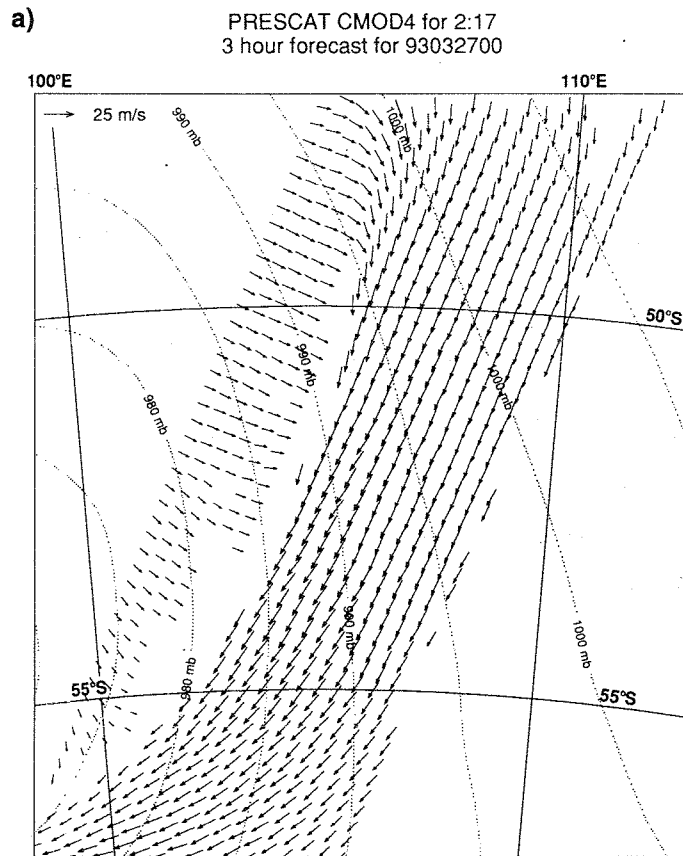 a)
PRESCAT CMOD4 for 2:17
3 hour forecast for 93032700
100°E
110°E
25 m/s
990 mb
1000 mb
50°S
990 mb
1000 mb
980 mb
990 mb
1000 mb
980 mb
55°S
55°S